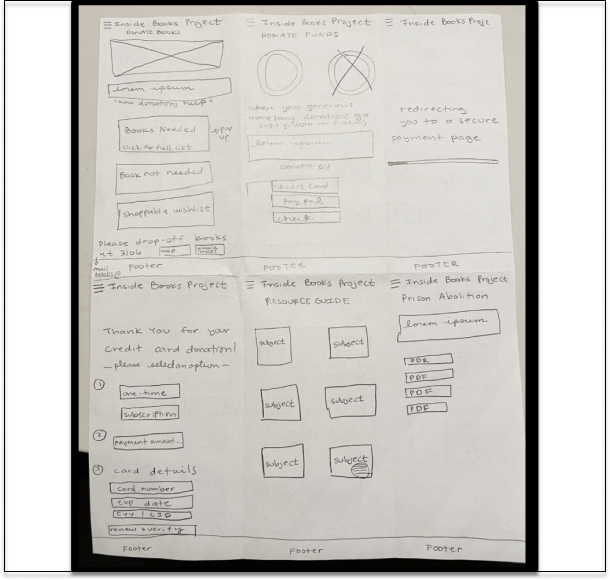 Inside Books Project
DONATE BOOKS
lorem ipsum
"how donations help"
Books Needed
click for full list
pop up
Book not needed
Shoppable wishlist
Please drop-off books
at 3106
map
mail books@
Footer
Inside Books Project
DONATE FUNDS
where your generous
monetary donations go
lorem ipsum
DONATE BY
credit card
Paypal
check
FOOTER
Inside Books Proje
redirecting
you to a secure
payment page
FOOTER
Inside Books Project
Thank You for your
credit card donation!
~please select an option~
1
one-time
subscription
2
payment amount..
3 card details
card number
exp date
review & verify
Footer
Inside Books Project
RESOURCE GUIDE
subject
subject
subject
subject
subject
subject
Footer
Inside Books Project
Prison Abolition
lorem ipsum
PDF
PDF
PDF
PDF
Footer